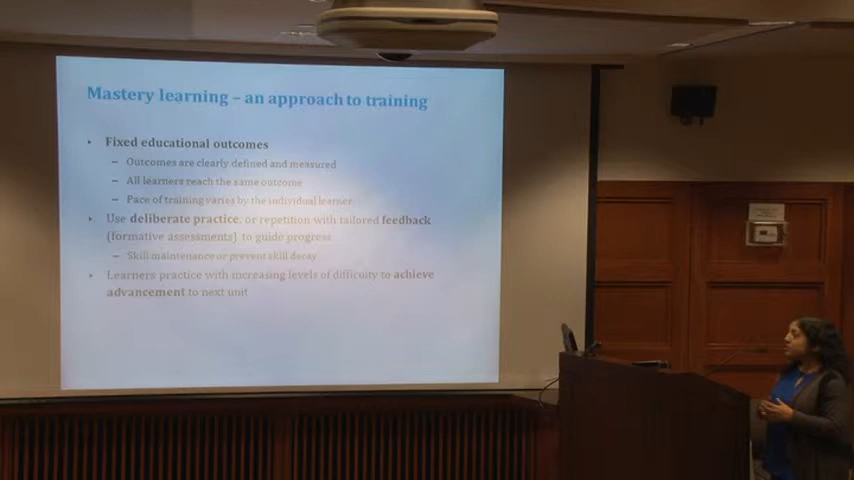 Mastery learning – an approach to training
• Fixed educational outcomes
– Outcomes are clearly defined and measured
– All learners reach the same outcome
– Pace of training varies by the individual learner
• Use deliberate practice, or repetition with tailored feedback
(formative assessments) to guide progress
– Skill maintenance or prevent skill decay
• Learners practice with increasing levels of difficulty to achieve
advancement to next unit